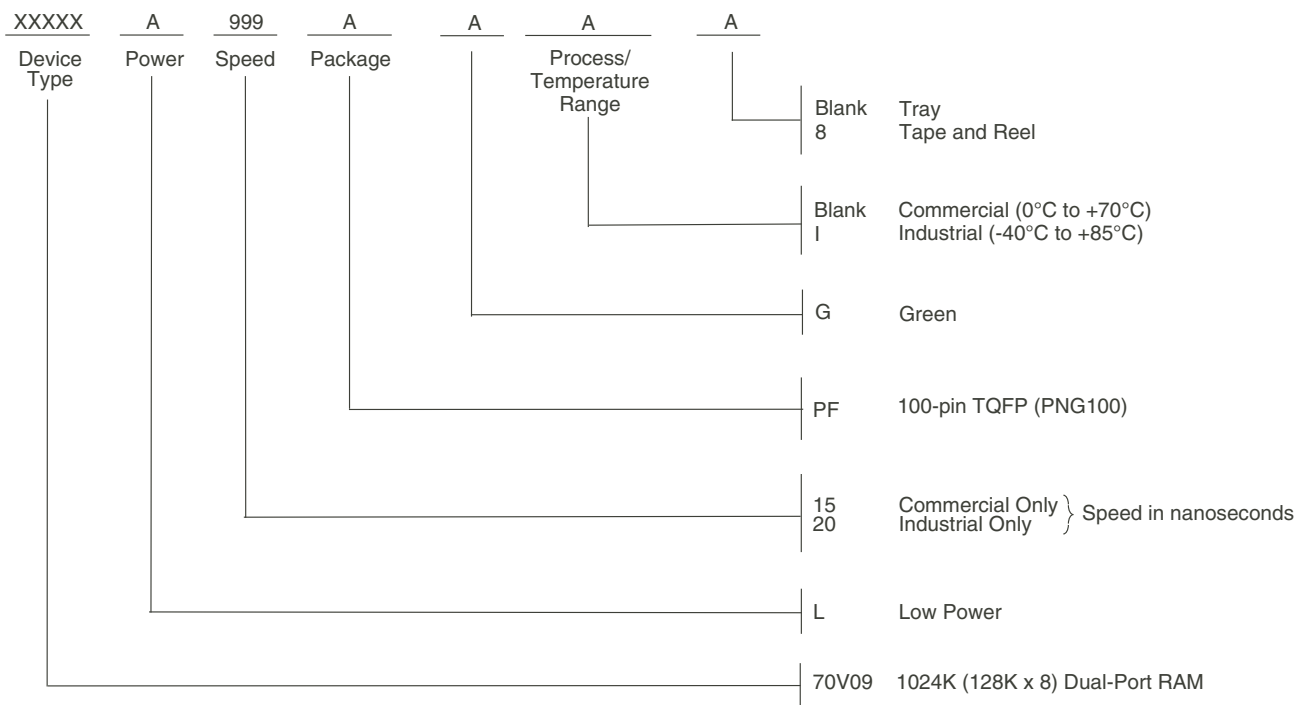 XXXXX A 999 A A A A
Device Type Power Speed Package Process/ Temperature Range
Blank Tray
8 Tape and Reel
Blank Commercial (0°C to +70°C)
I Industrial (-40°C to +85°C)
G Green
PF 100-pin TQFP (PNG100)
15 Commercial Only
20 Industrial Only
Speed in nanoseconds
L Low Power
70V09 1024K (128K x 8) Dual-Port RAM